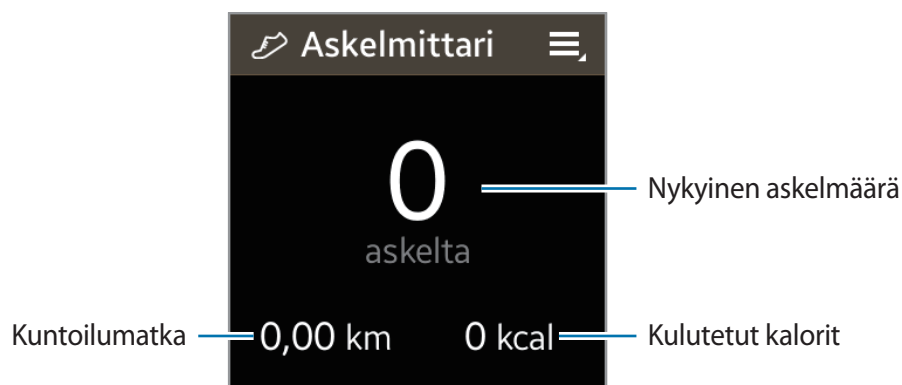 Askelmittari
0
Nykyinen askelmäärä
askelta
Kuntoilumatka
0,00 km
0 kcal
Kulutetut kalorit